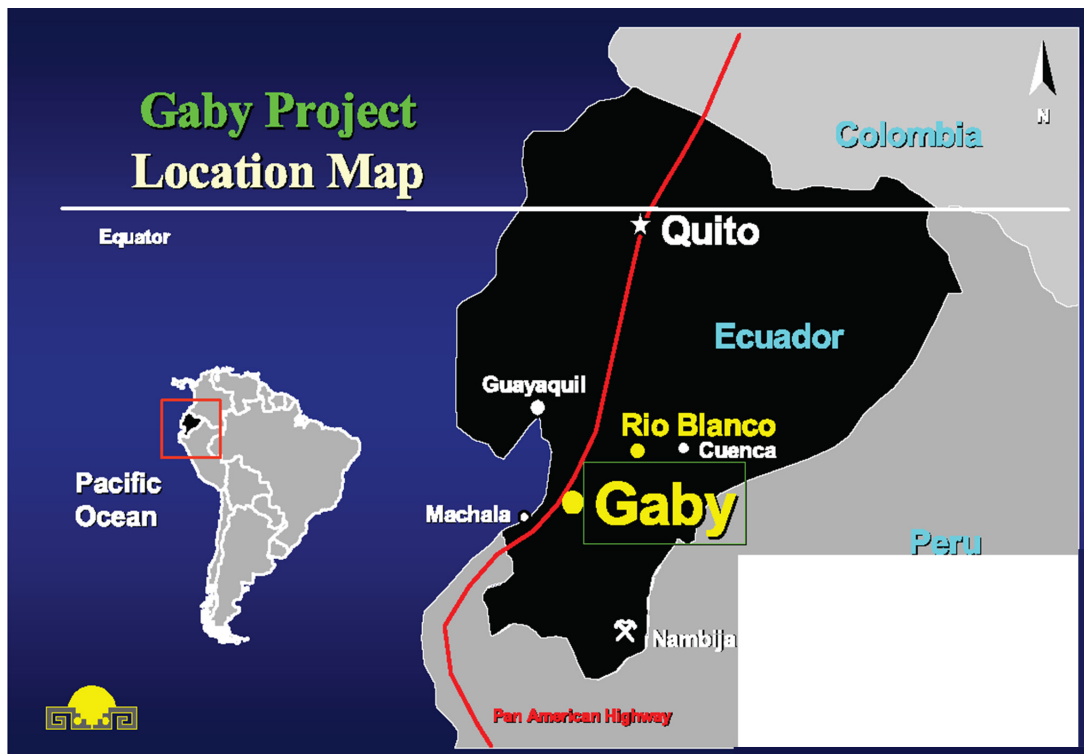 Gaby Project
Location Map
N
Colombia
Equator
Quito
Ecuador
Guayaquil
Rio Blanco
Cuenca
Pacific
Ocean
Machala
Gaby
Peru
Nambija
Pan American Highway